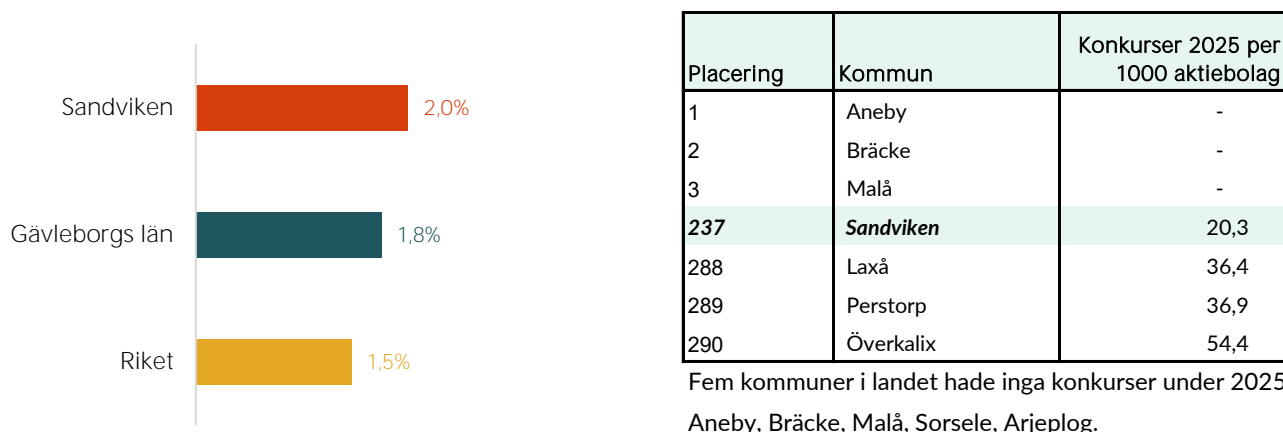 Sandviken 2,0%
Gävleborgs län 1,8%
Riket 1,5%
Placering Kommun Konkurser 2025 per
1000 aktiebolag
1 Aneby -
2 Bräcke -
3 Malå -
237 Sandviken 20,3
288 Laxå 36,4
289 Perstorp 36,9
290 Överkalix 54,4
Fem kommuner i landet hade inga konkurser under 2025
Aneby, Bräcke, Malå, Sorsele, Arjeplog.